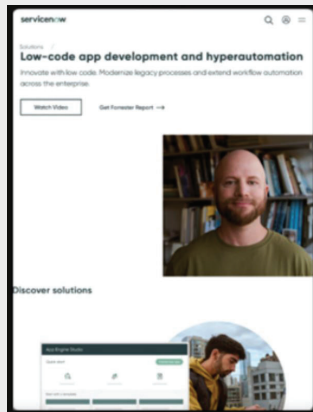 servicenow
Solutions /
Low-code app development and hyperautomation
Innovate with low code. Modernize legacy processes and extend workflow automation
across the enterprise.
Watch Video
Get Forrester Report →
Discover solutions
App Engine Studio